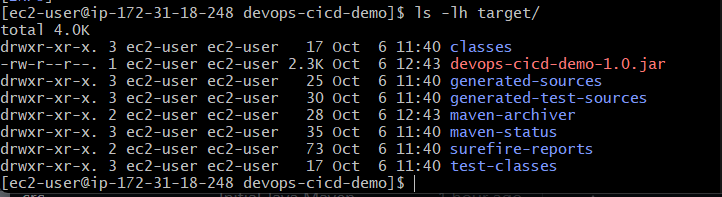 [ec2-user@ip-172-31-18-248 devops-cicd-demo]$ ls -lh target/
total 4.0K
drwxr-xr-x. 3 ec2-user ec2-user   17 Oct  6 11:40 classes
-rw-r--r--. 1 ec2-user ec2-user 2.3K Oct  6 12:43 devops-cicd-demo-1.0.jar
drwxr-xr-x. 3 ec2-user ec2-user   25 Oct  6 11:40 generated-sources
drwxr-xr-x. 3 ec2-user ec2-user   30 Oct  6 11:40 generated-test-sources
drwxr-xr-x. 2 ec2-user ec2-user   28 Oct  6 12:43 maven-archiver
drwxr-xr-x. 3 ec2-user ec2-user   35 Oct  6 11:40 maven-status
drwxr-xr-x. 2 ec2-user ec2-user   73 Oct  6 11:40 surefire-reports
drwxr-xr-x. 3 ec2-user ec2-user   17 Oct  6 11:40 test-classes
[ec2-user@ip-172-31-18-248 devops-cicd-demo]$